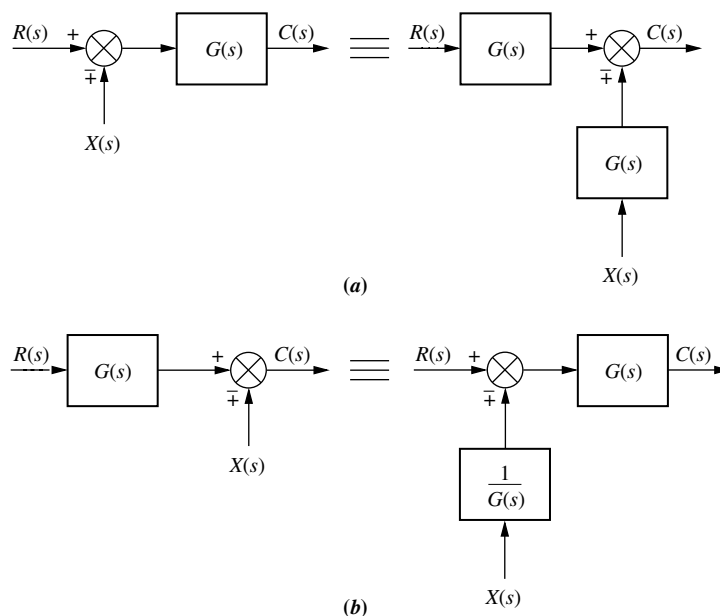 R(s) + G(s) C(s) R(s) G(s) + C(s)
∓ ∓
X(s) G(s)
X(s)
(a)
R(s) G(s) + C(s) R(s) + G(s) C(s)
∓ ∓
X(s) 1
G(s)
X(s)
(b)